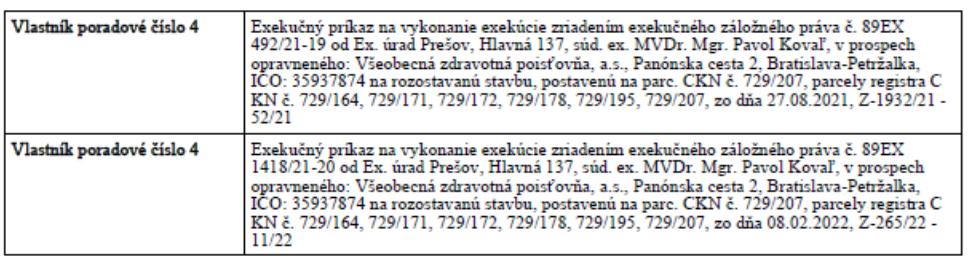 Vlastník poradové číslo 4
Exekučný príkaz na vykonanie exekúcie zriadením exekučného záložného práva č. 89EX
492/21-19 od Ex. úrad Prešov, Hlavná 137, súd. ex. MVDr. Mgr. Pavol Kovaľ, v prospech
opravneného: Všeobecná zdravotná poisťovňa, a.s., Panónska cesta 2, Bratislava-Petržalka,
IČO: 35937874 na rozostavanú stavbu, postavenú na parc. CKN č. 729/207, parcely registra C
KN č. 729/164, 729/171, 729/172, 729/178, 729/195, 729/207, zo dňa 27.08.2021, Z-1932/21 -
52/21
Vlastník poradové číslo 4
Exekučný príkaz na vykonanie exekúcie zriadením exekučného záložného práva č. 89EX
1418/21-20 od Ex. úrad Prešov, Hlavná 137, súd. ex. MVDr. Mgr. Pavol Kovaľ, v prospech
opravneného: Všeobecná zdravotná poisťovňa, a.s., Panónska cesta 2, Bratislava-Petržalka,
IČO: 35937874 na rozostavanú stavbu, postavenú na parc. CKN č. 729/207, parcely registra C
KN č. 729/164, 729/171, 729/172, 729/178, 729/195, 729/207, zo dňa 08.02.2022, Z-265/22 -
11/22